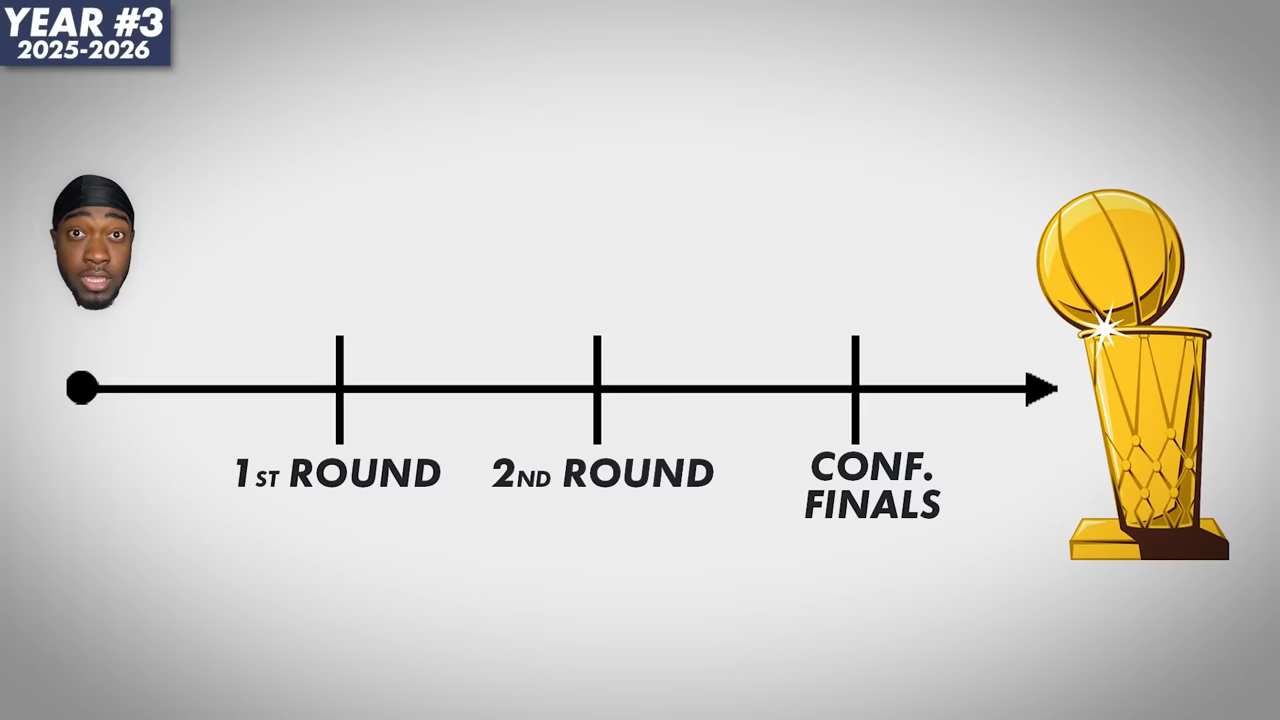 YEAR #3
2025-2026
1ST ROUND
2ND ROUND
CONF.
FINALS